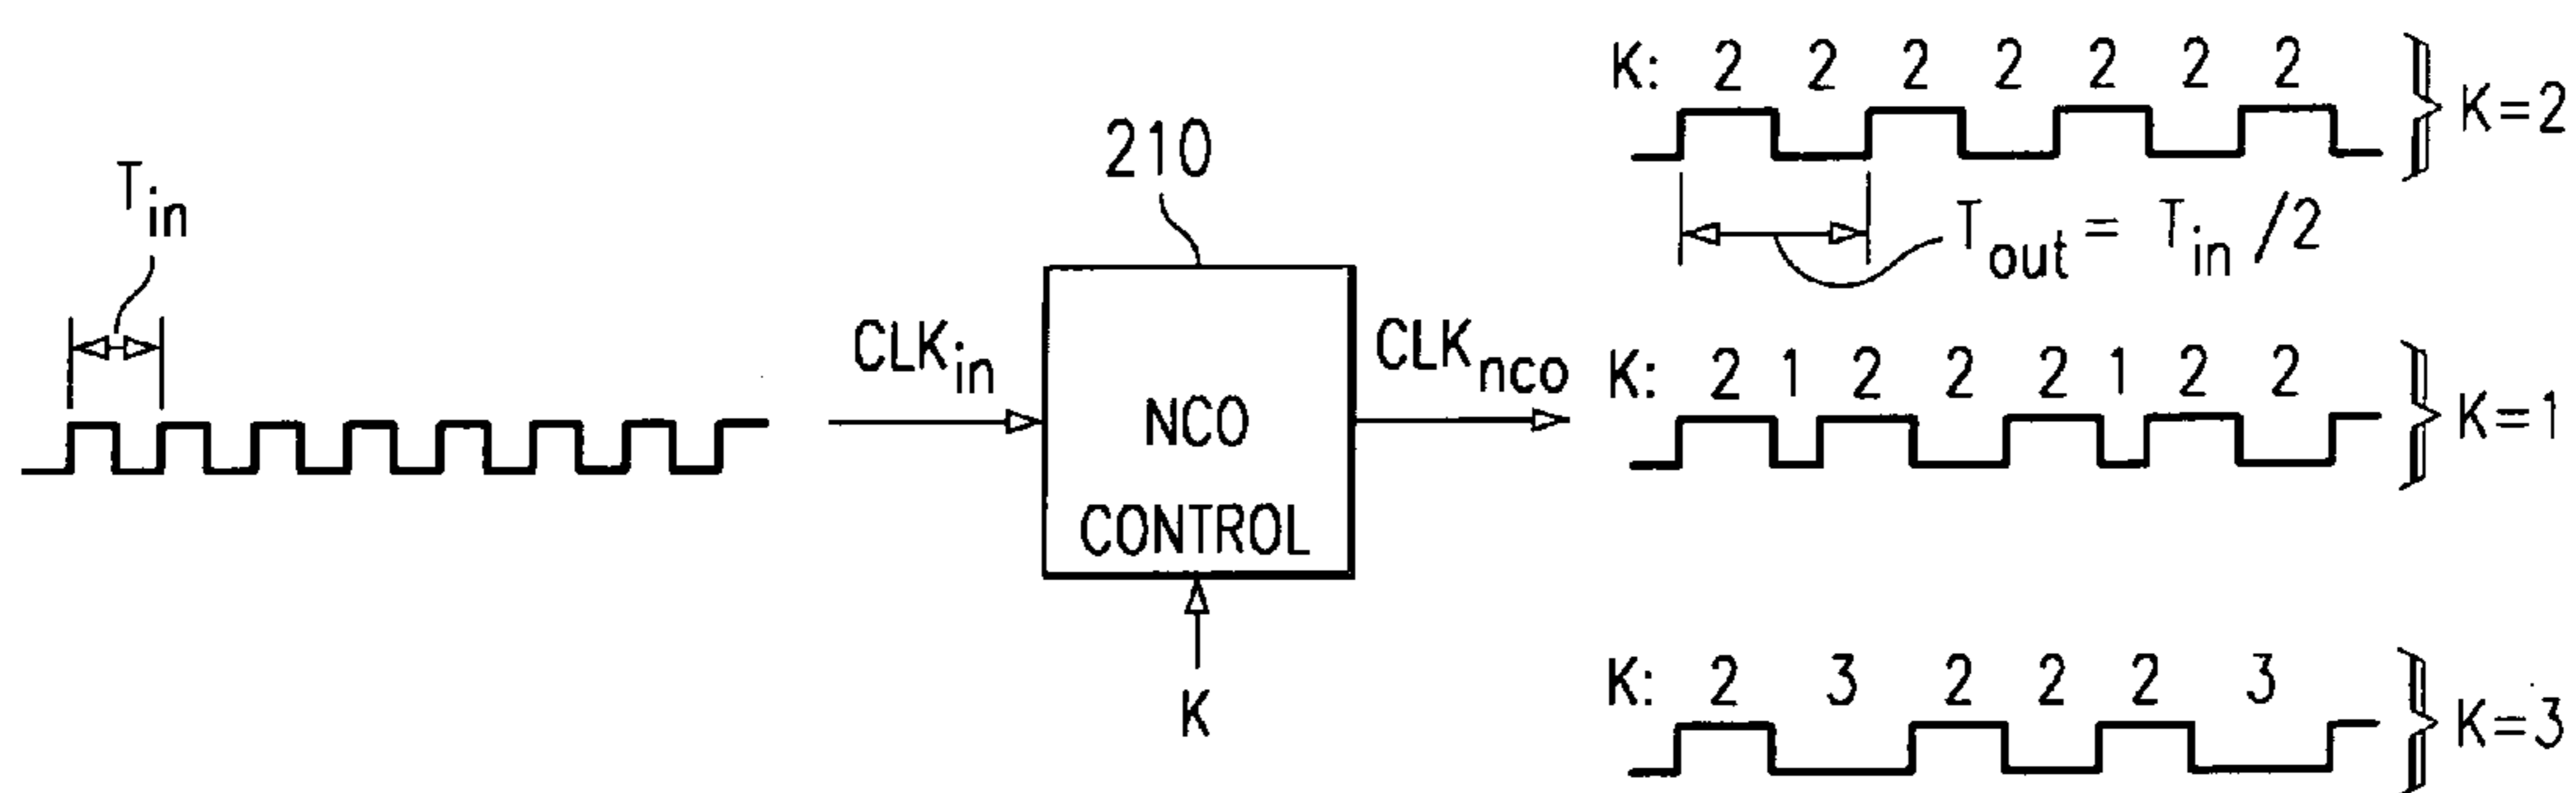 T_in
210
CLK_in
NCO
CONTROL
K
CLK_nco
K: 2 2 2 2 2 2 2
K=2
T_out = T_in /2
K: 2 1 2 2 2 1 2 2
K=1
K: 2 3 2 2 2 3
K=3